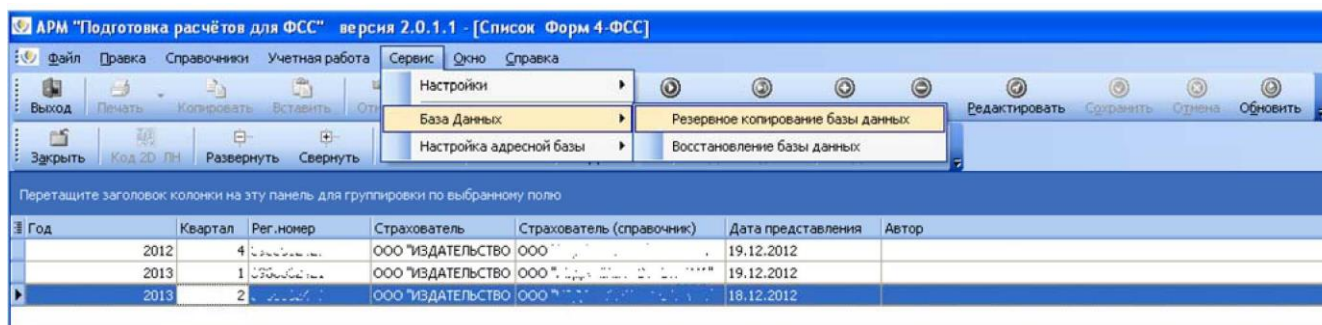 АРМ "Подготовка расчётов для ФСС" версия 2.0.1.1 - [Список Форм 4-ФСС]
Файл Правка Справочники Учетная работа Сервис Окно Справка
Выход Печать Копировать Вставить Настройки Редактировать Сохранить Отмена Обновить
База Данных Резервное копирование базы данных
Закрыть Код 2D ЛН Развернуть Свернуть Настройка адресной базы Восстановление базы данных
Перетащите заголовок колонки на эту панель для группировки по выбранному полю
Год Квартал Рег.номер Страхователь Страхователь (справочник) Дата представления Автор
2012 4 ООО "ИЗДАТЕЛЬСТВО ООО 19.12.2012
2013 1 ООО "ИЗДАТЕЛЬСТВО ООО " 19.12.2012
2013 2 ООО "ИЗДАТЕЛЬСТВО ООО " 18.12.2012